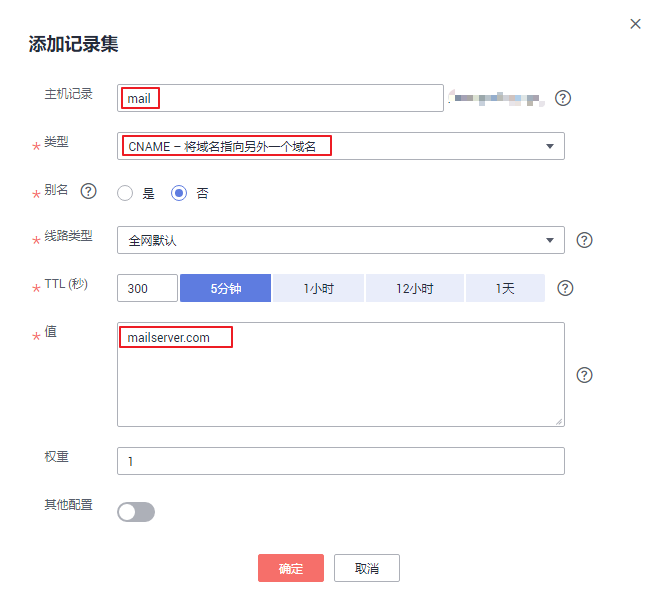 添加记录集
主机记录
mail
类型
CNAME – 将域名指向另外一个域名
别名 ? 是 否
线路类型
全网默认
TTL (秒)
300 5分钟 1小时 12小时 1天
值
mailserver.com
权重
1
其他配置
确定 取消